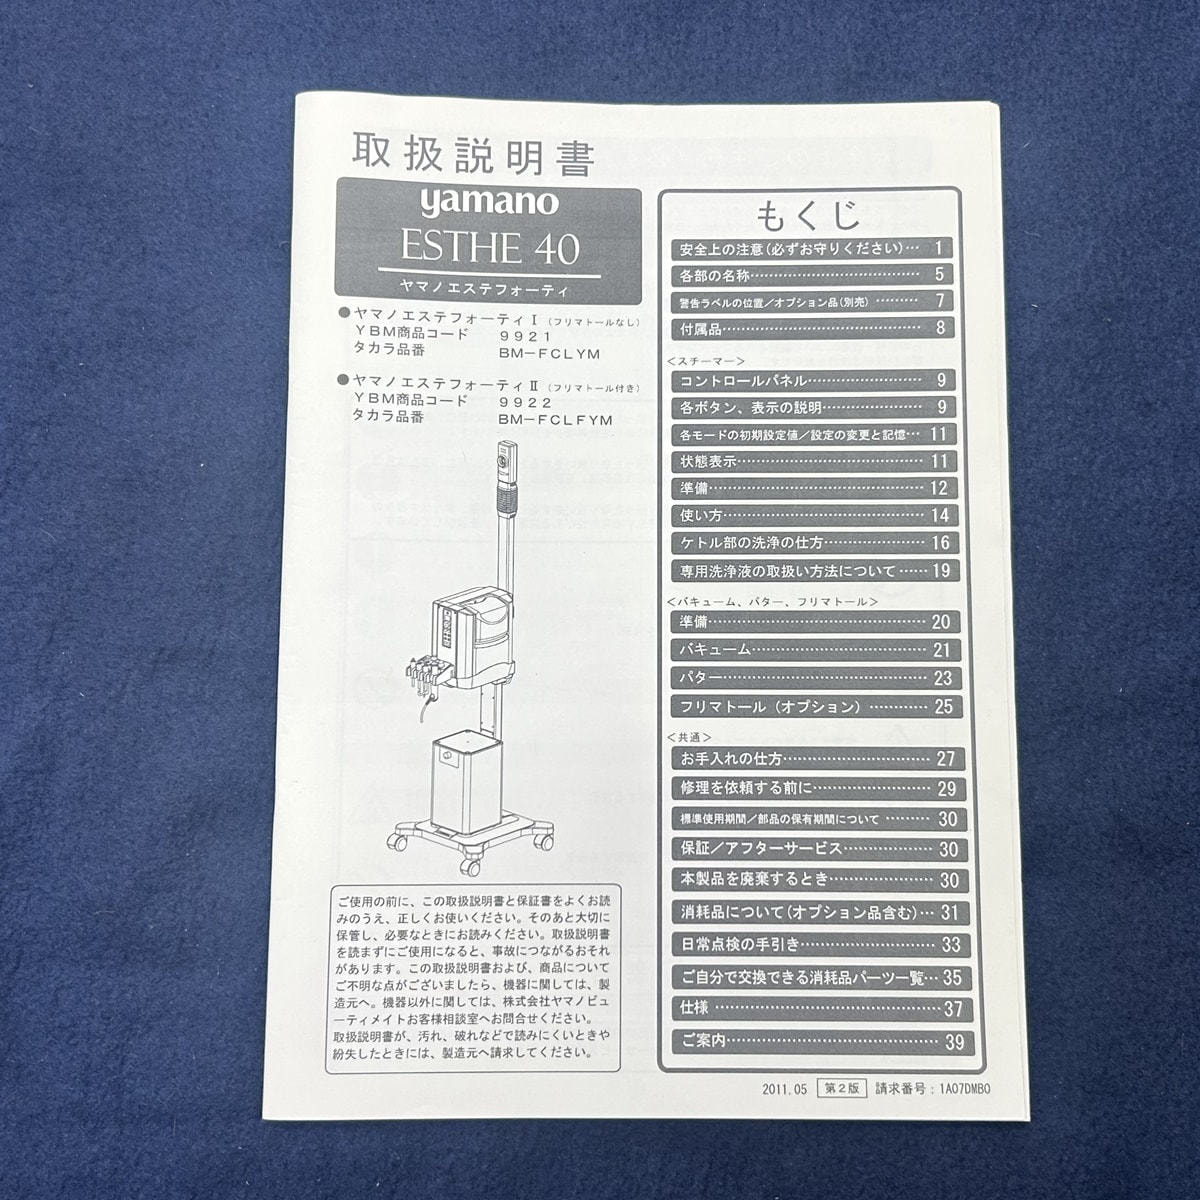 取扱説明書
yamano
ESTHE 40
ヤマノエステフォーティ
●ヤマノエステフォーティⅠ（フリマトールなし）
ＹＢＭ商品コード　９９２１
タカラ品番　ＢＭ－ＦＣＬＹＭ
●ヤマノエステフォーティⅡ（フリマトール付き）
ＹＢＭ商品コード　９９２２
タカラ品番　ＢＭ－ＦＣＬＦＹＭ
ご使用の前に、この取扱説明書と保証書をよくお読
みのうえ、正しくお使いください。そのあと大切に
保管し、必要なときにお読みください。取扱説明書
を読まずにご使用になると、事故につながるおそれ
があります。この取扱説明書および、商品について
ご不明な点がございましたら、機器に関しては、製
造元へ。機器以外に関しては、株式会社ヤマノビュ
ーティメイトお客様相談室へお問合せください。
取扱説明書が、汚れ、破れなどで読みにくいときや
紛失したときには、製造元へ請求してください。
もくじ
安全上の注意(必ずお守りください)… 1
各部の名称…………………………… 5
警告ラベルの位置／オプション品(別売)……… 7
付属品………………………………… 8
＜スチーマー＞
コントロールパネル………………… 9
各ボタン、表示の説明……………… 9
各モードの初期設定値／設定の変更と記憶… 11
状態表示……………………………… 11
準備…………………………………… 12
使い方………………………………… 14
ケトル部の洗浄の仕方……………… 16
専用洗浄液の取扱い方法について…… 19
＜バキューム、パター、フリマトール＞
準備…………………………………… 20
バキューム…………………………… 21
パター………………………………… 23
フリマトール（オプション）………… 25
＜共通＞
お手入れの仕方……………………… 27
修理を依頼する前に………………… 29
標準使用期間／部品の保有期間について……… 30
保証／アフターサービス…………… 30
本製品を廃棄するとき……………… 30
消耗品について(オプション品含む)… 31
日常点検の手引き…………………… 33
ご自分で交換できる消耗品パーツ一覧… 35
仕様…………………………………… 37
ご案内………………………………… 39
2011.05 第２版 請求番号：1A07DMB0